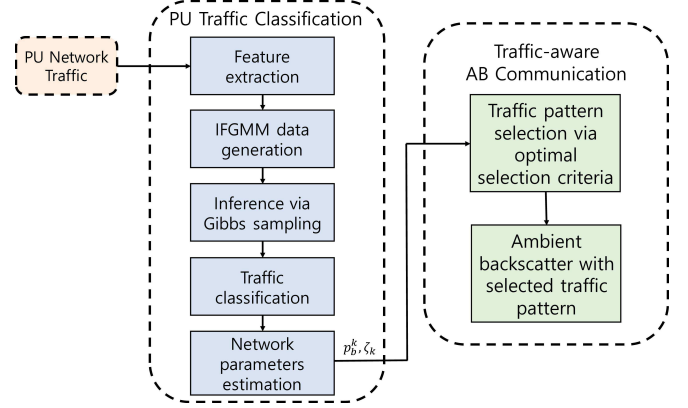 PU Traffic Classification
PU Network
Traffic
Feature
extraction
IFGMM data
generation
Inference via
Gibbs sampling
Traffic
classification
Network
parameters
estimation
p_b^k, ζ_k
Traffic-aware
AB Communication
Traffic pattern
selection via
optimal
selection criteria
Ambient
backscatter with
selected traffic
pattern